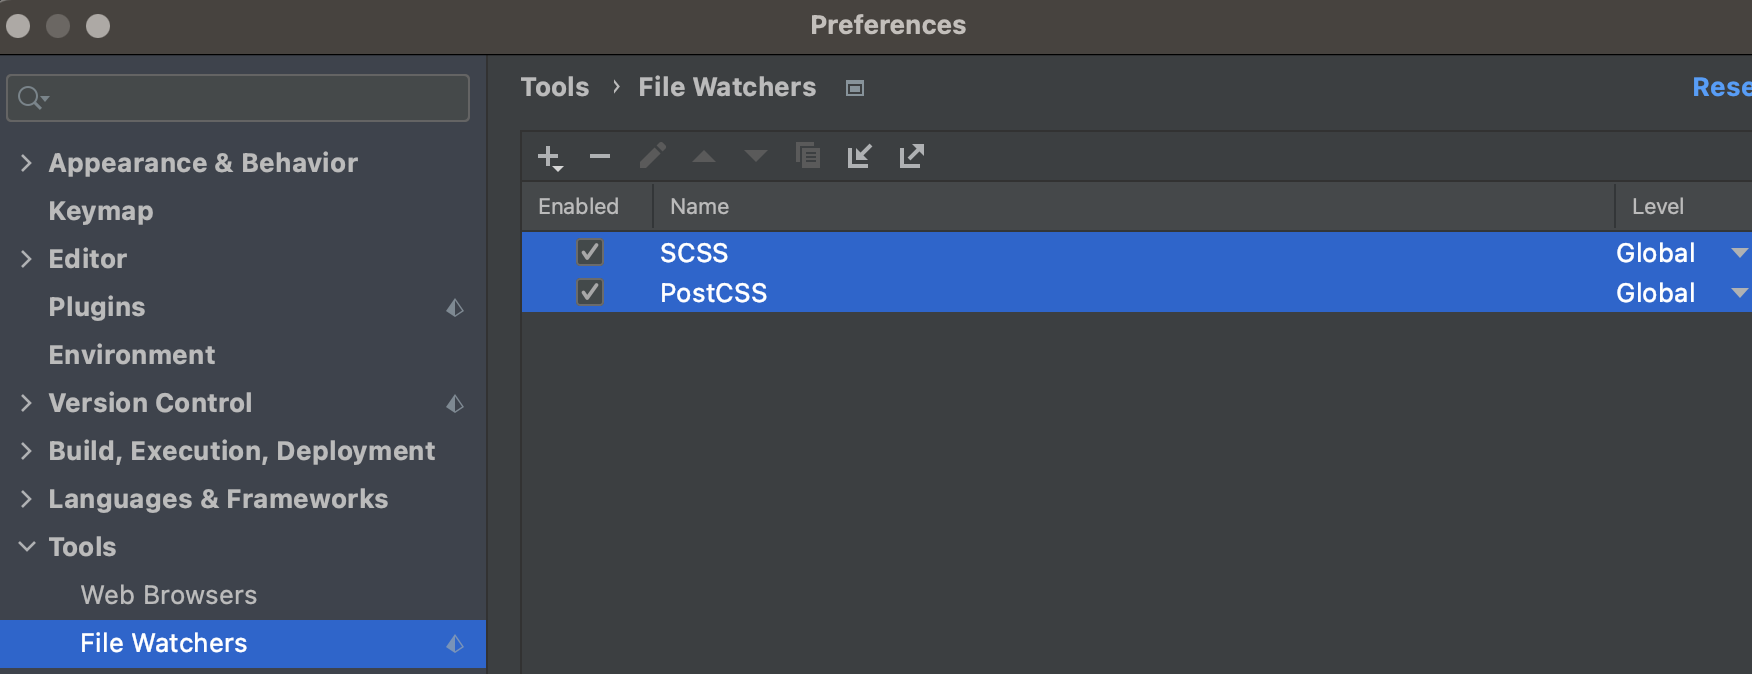 Preferences
Tools › File Watchers
Rese
Appearance & Behavior
Keymap
Editor
Plugins
Environment
Version Control
Build, Execution, Deployment
Languages & Frameworks
Tools
Web Browsers
File Watchers
Enabled Name Level
SCSS Global
PostCSS Global